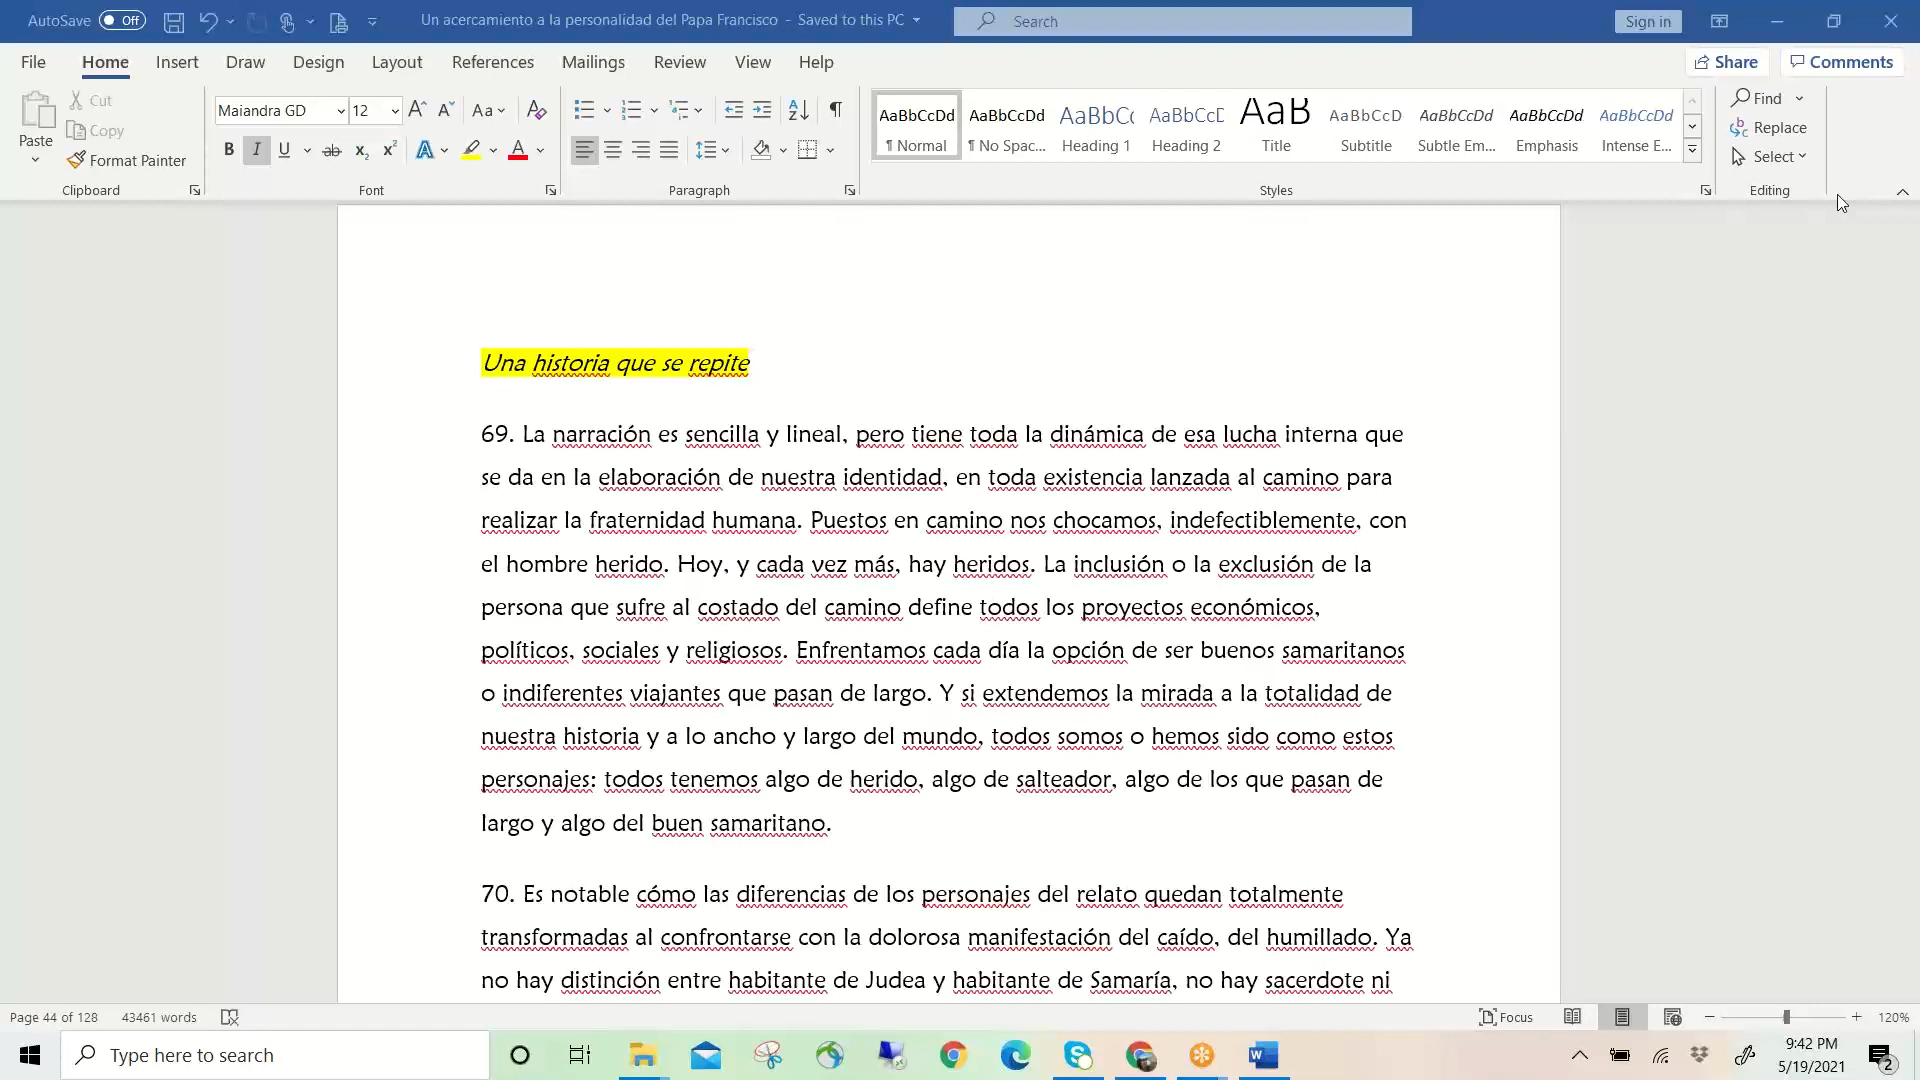 AutoSave Off Un acercamiento a la personalidad del Papa Francisco - Saved to this PC Search Sign in
File Home Insert Draw Design Layout References Mailings Review View Help Share Comments
Paste Cut Copy Format Painter Clipboard
Maiandra GD 12 Font
Paragraph
AaBbCcDd AaBbCcDd AaBbCc AaBbCcD AaB AaBbCcD AaBbCcDd AaBbCcDd AaBbCcDd
¶ Normal ¶ No Spac... Heading 1 Heading 2 Title Subtitle Subtle Em... Emphasis Intense E...
Styles
Find
Replace
Select
Editing
Una historia que se repite
69. La narración es sencilla y lineal, pero tiene toda la dinámica de esa lucha interna que
se da en la elaboración de nuestra identidad, en toda existencia lanzada al camino para
realizar la fraternidad humana. Puestos en camino nos chocamos, indefectiblemente, con
el hombre herido. Hoy, y cada vez más, hay heridos. La inclusión o la exclusión de la
persona que sufre al costado del camino define todos los proyectos económicos,
políticos, sociales y religiosos. Enfrentamos cada día la opción de ser buenos samaritanos
o indiferentes viajantes que pasan de largo. Y si extendemos la mirada a la totalidad de
nuestra historia y a lo ancho y largo del mundo, todos somos o hemos sido como estos
personajes: todos tenemos algo de herido, algo de salteador, algo de los que pasan de
largo y algo del buen samaritano.
70. Es notable cómo las diferencias de los personajes del relato quedan totalmente
transformadas al confrontarse con la dolorosa manifestación del caído, del humillado. Ya
no hay distinción entre habitante de Judea y habitante de Samaría, no hay sacerdote ni
Page 44 of 128 43461 words Focus 120%
Type here to search
9:42 PM
5/19/2021
2